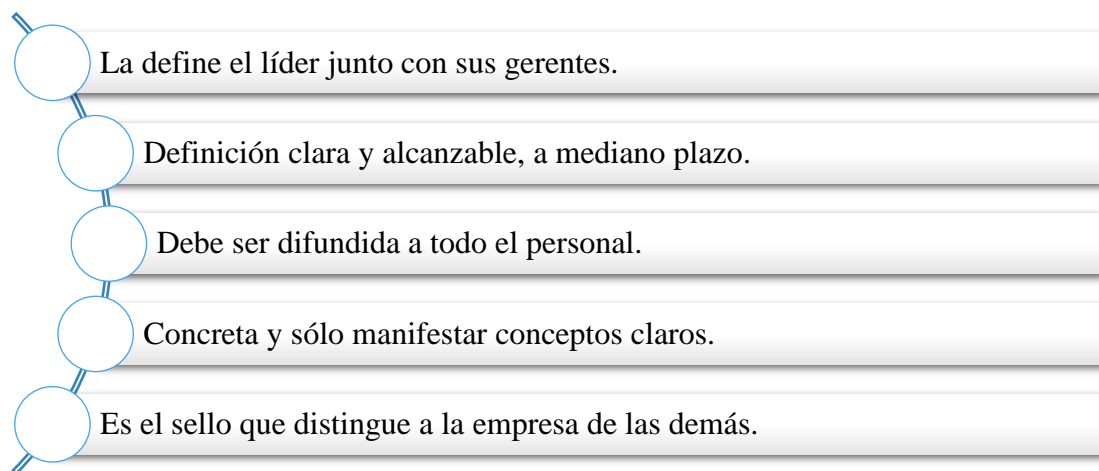 La define el líder junto con sus gerentes.
Definición clara y alcanzable, a mediano plazo.
Debe ser difundida a todo el personal.
Concreta y sólo manifestar conceptos claros.
Es el sello que distingue a la empresa de las demás.